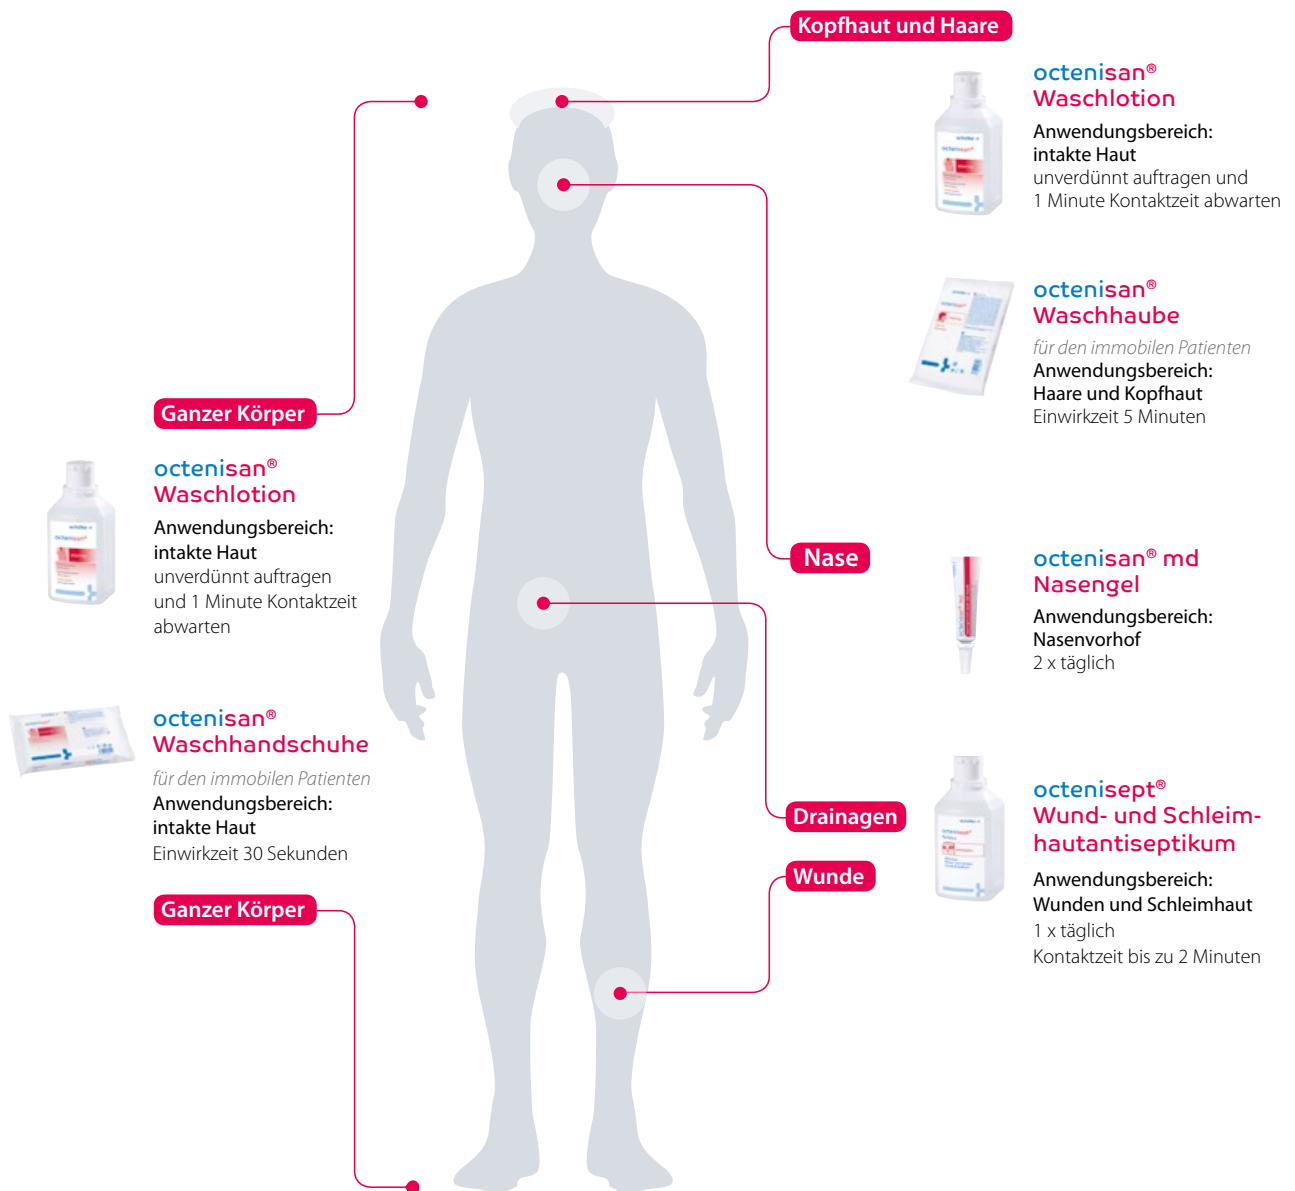 Kopfhaut und Haare
octenisan®
Waschlotion
Anwendungsbereich:
intakte Haut
unverdünnt auftragen und
1 Minute Kontaktzeit abwarten
octenisan®
Waschhaube
für den immobilen Patienten
Anwendungsbereich:
Haare und Kopfhaut
Einwirkzeit 5 Minuten
Ganzer Körper
octenisan®
Waschlotion
Anwendungsbereich:
intakte Haut
unverdünnt auftragen
und 1 Minute Kontaktzeit
abwarten
Nase
octenisan® md
Nasengel
Anwendungsbereich:
Nasenvorhof
2 x täglich
octenisan®
Waschhandschuhe
für den immobilen Patienten
Anwendungsbereich:
intakte Haut
Einwirkzeit 30 Sekunden
Ganzer Körper
Drainagen
Wunde
octenisept®
Wund- und Schleim-
hautantiseptikum
Anwendungsbereich:
Wunden und Schleimhaut
1 x täglich
Kontaktzeit bis zu 2 Minuten